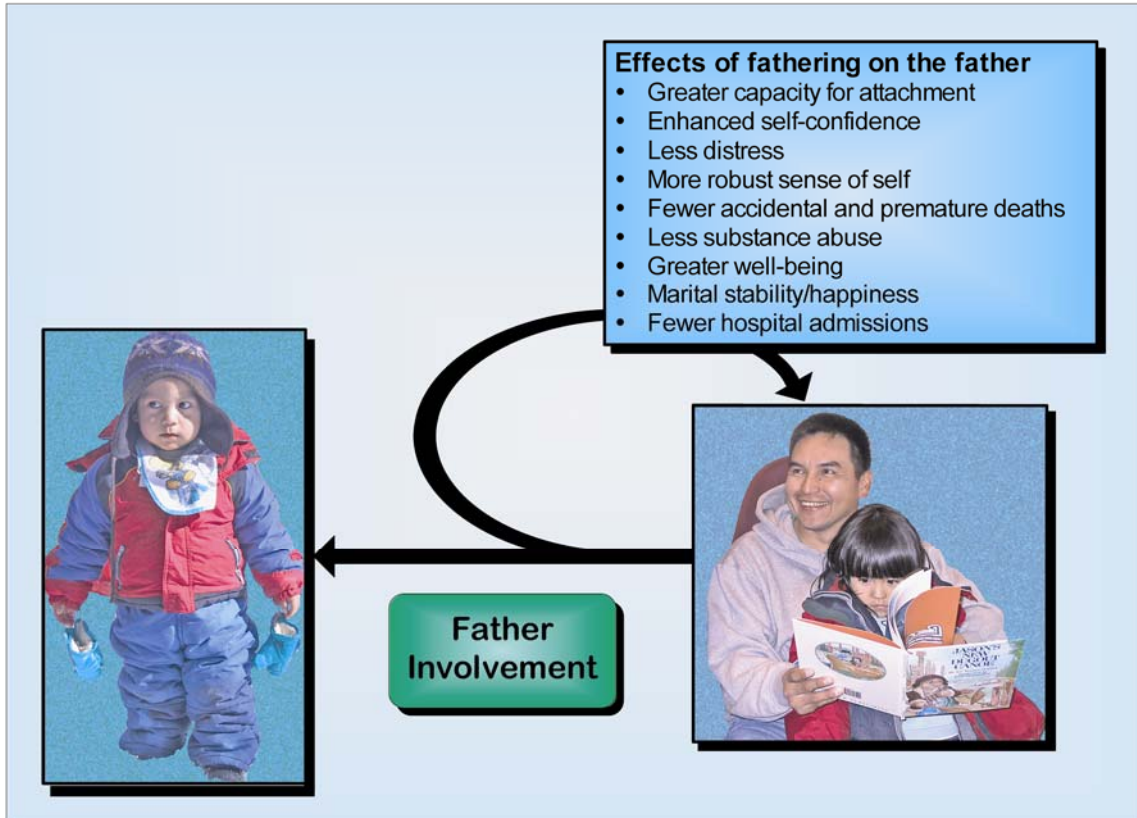 Effects of fathering on the father
• Greater capacity for attachment
• Enhanced self-confidence
• Less distress
• More robust sense of self
• Fewer accidental and premature deaths
• Less substance abuse
• Greater well-being
• Marital stability/happiness
• Fewer hospital admissions
Father
Involvement
JASON'S
NEW
DUGOUT
CANOE